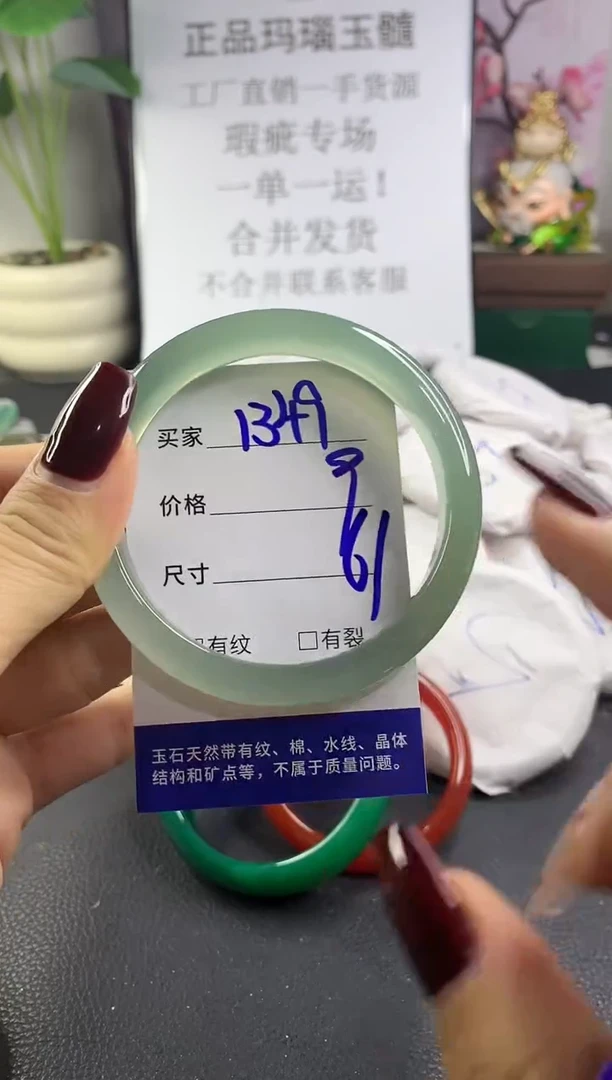 正品玛瑙玉髓
工厂直销一手货源
瑕疵专场
一单一运！
合并发货
不合并联系客服
买家 1349
价格
尺寸 61
有纹 □有裂
玉石天然带有纹、棉、水线、晶体
结构和矿点等，不属于质量问题。